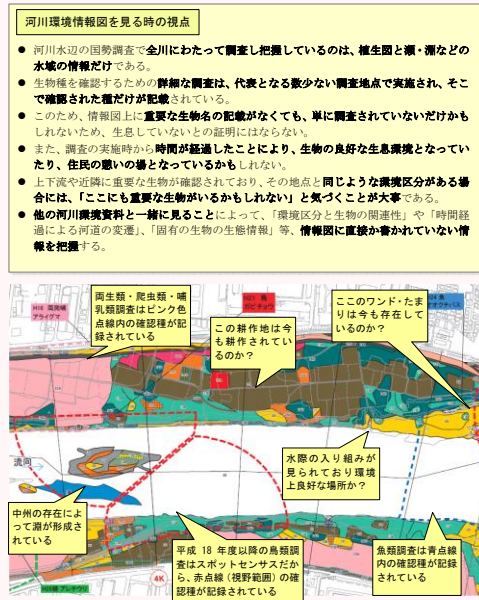 河川環境情報図を見る時の視点
● 河川水辺の国勢調査で全川にわたって調査し把握しているのは、植生図と瀬・淵などの
水域の情報だけである。
● 生物種を確認するための詳細な調査は、代表となる数少ない調査地点で実施され、そこ
で確認された種だけが記載されている。
● このため、情報図上に重要な生物名の記載がなくても、単に調査されていないだけかも
しれないため、生息していないとの証明にはならない。
● また、調査の実施時から時間が経過したことにより、生物の良好な生息環境となってい
たり、住民の憩いの場となっているかもしれない。
● 上下流や近隣に重要な生物が確認されており、その地点と同じような環境区分がある場
合には、「ここにも重要な生物がいるかもしれない」と気づくことが大事である。
● 他の河川環境資料と一緒に見ることによって、「環境区分と生物の関連性」や「時間経
過による河道の変遷」、「固有の生物の生態情報」等、情報図に直接か書かれていない情
報を把握する。
両生類・爬虫類・哺
乳類調査はピンク色
点線内の確認種が記
録されている
ここのワンド・たま
りは今も存在して
いるのか？
アライグマ
ガビチョウ
この耕作地は今
も耕作されてい
るのか？
水際の入り組みが
見られており環境
上良好な場所か？
流向
中州の存在によ
って淵が形成さ
れている
平成 18 年度以降の鳥類調
査はスポットセンサスだか
ら、赤点線（視野範囲）の確
認種が記録されている
魚類調査は青点線
内の確認種が記録
されている
4K
アレチウリ